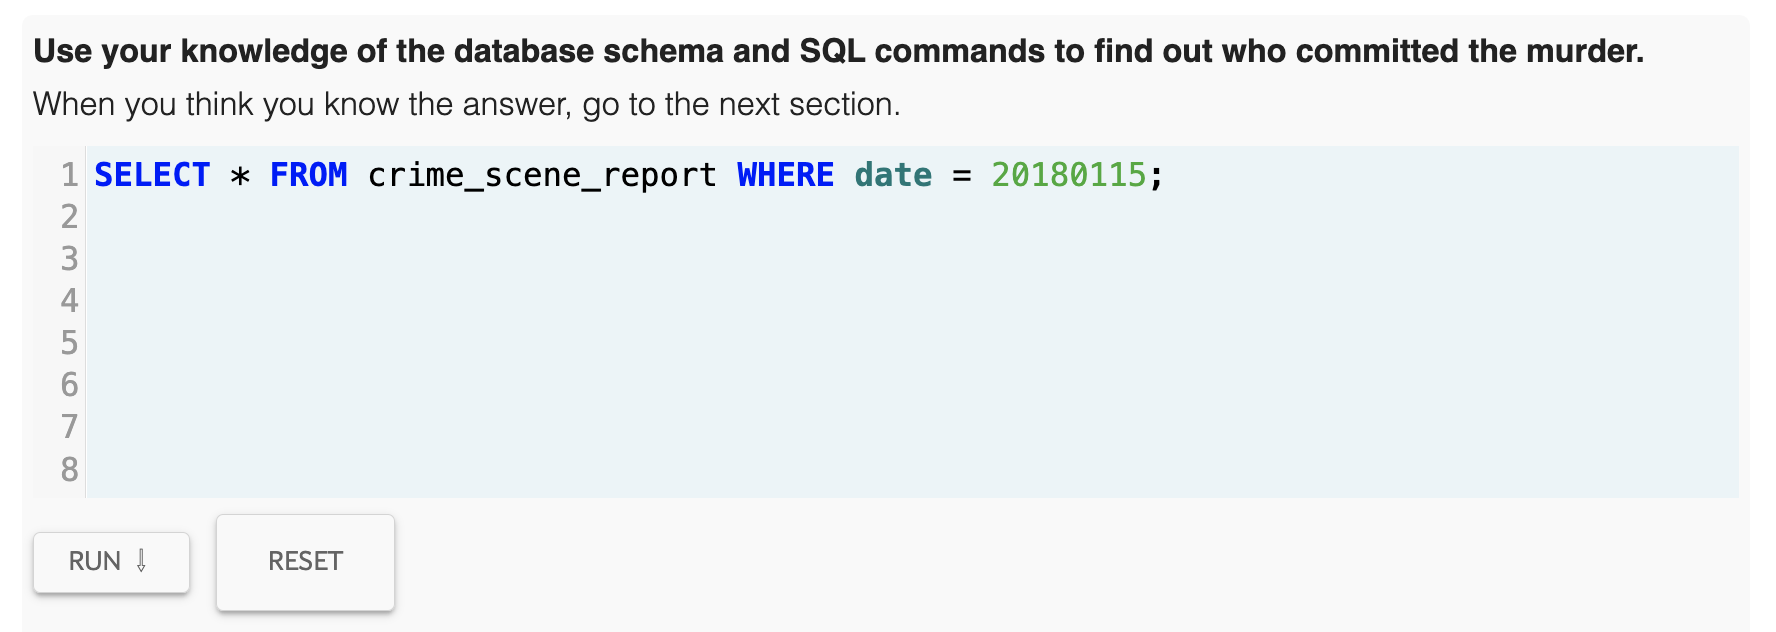 Use your knowledge of the database schema and SQL commands to find out who committed the murder.
When you think you know the answer, go to the next section.
1 SELECT * FROM crime_scene_report WHERE date = 20180115;
2
3
4
5
6
7
8
RUN ⇩ RESET